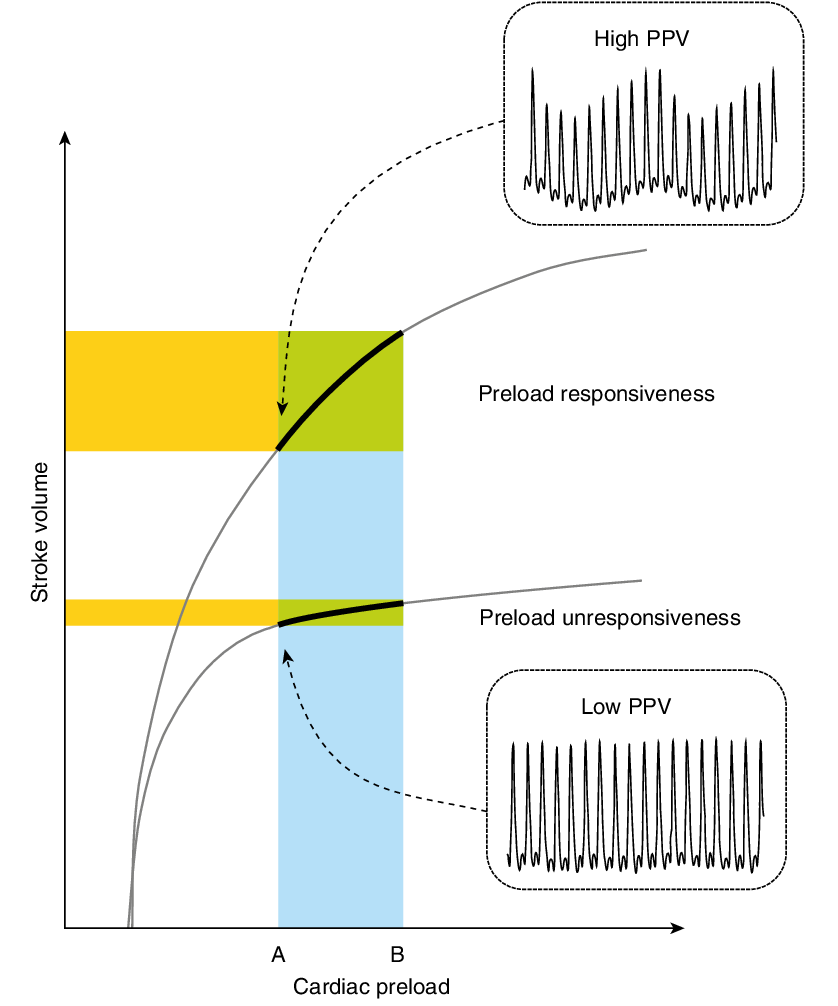 High PPV
Preload responsiveness
Stroke volume
Preload unresponsiveness
Low PPV
A
B
Cardiac preload